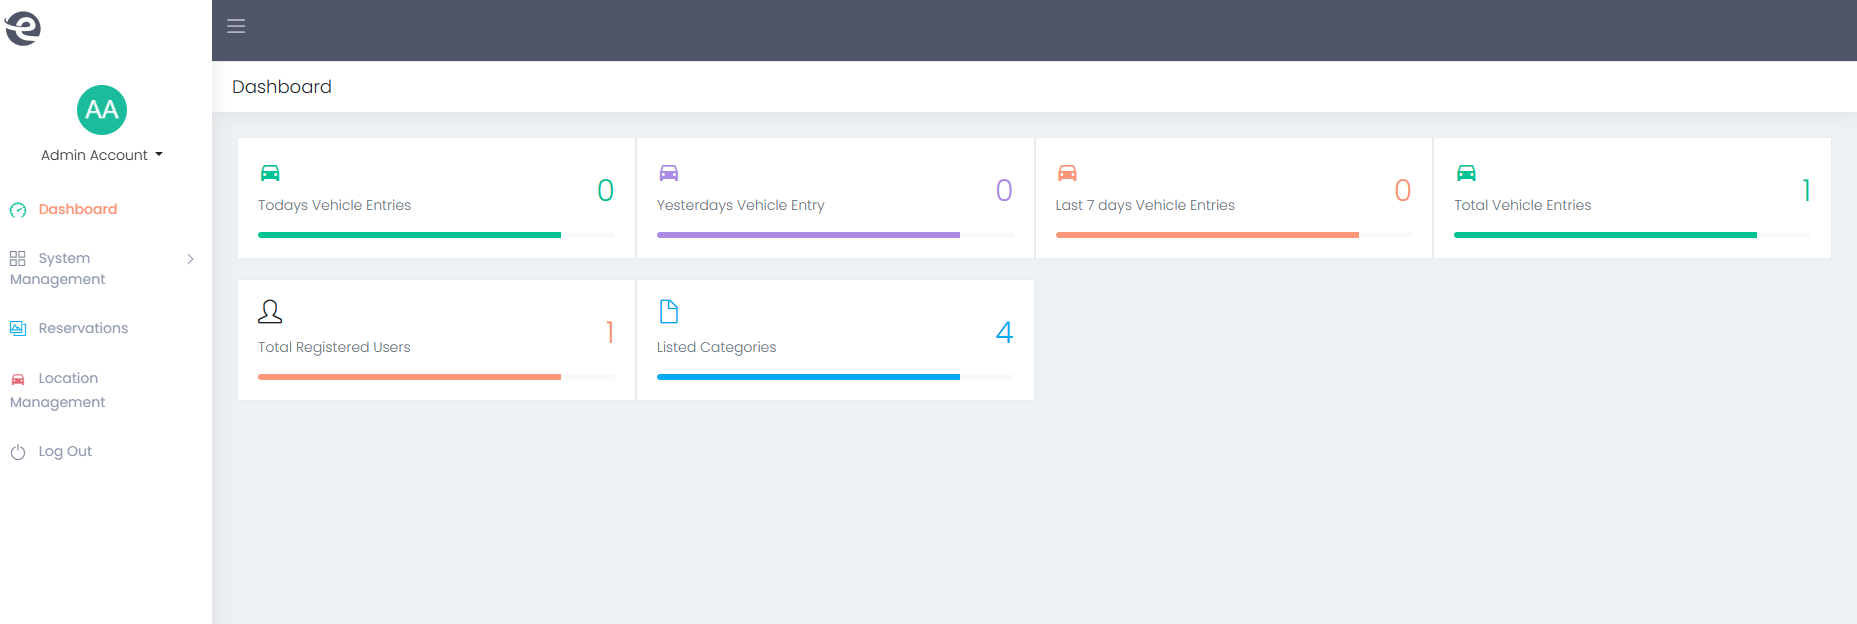 e
AA
Admin Account
Dashboard
System
Management
Reservations
Location
Management
Log Out
Dashboard
Todays Vehicle Entries
0
Yesterdays Vehicle Entry
0
Last 7 days Vehicle Entries
0
Total Vehicle Entries
1
Total Registered Users
1
Listed Categories
4